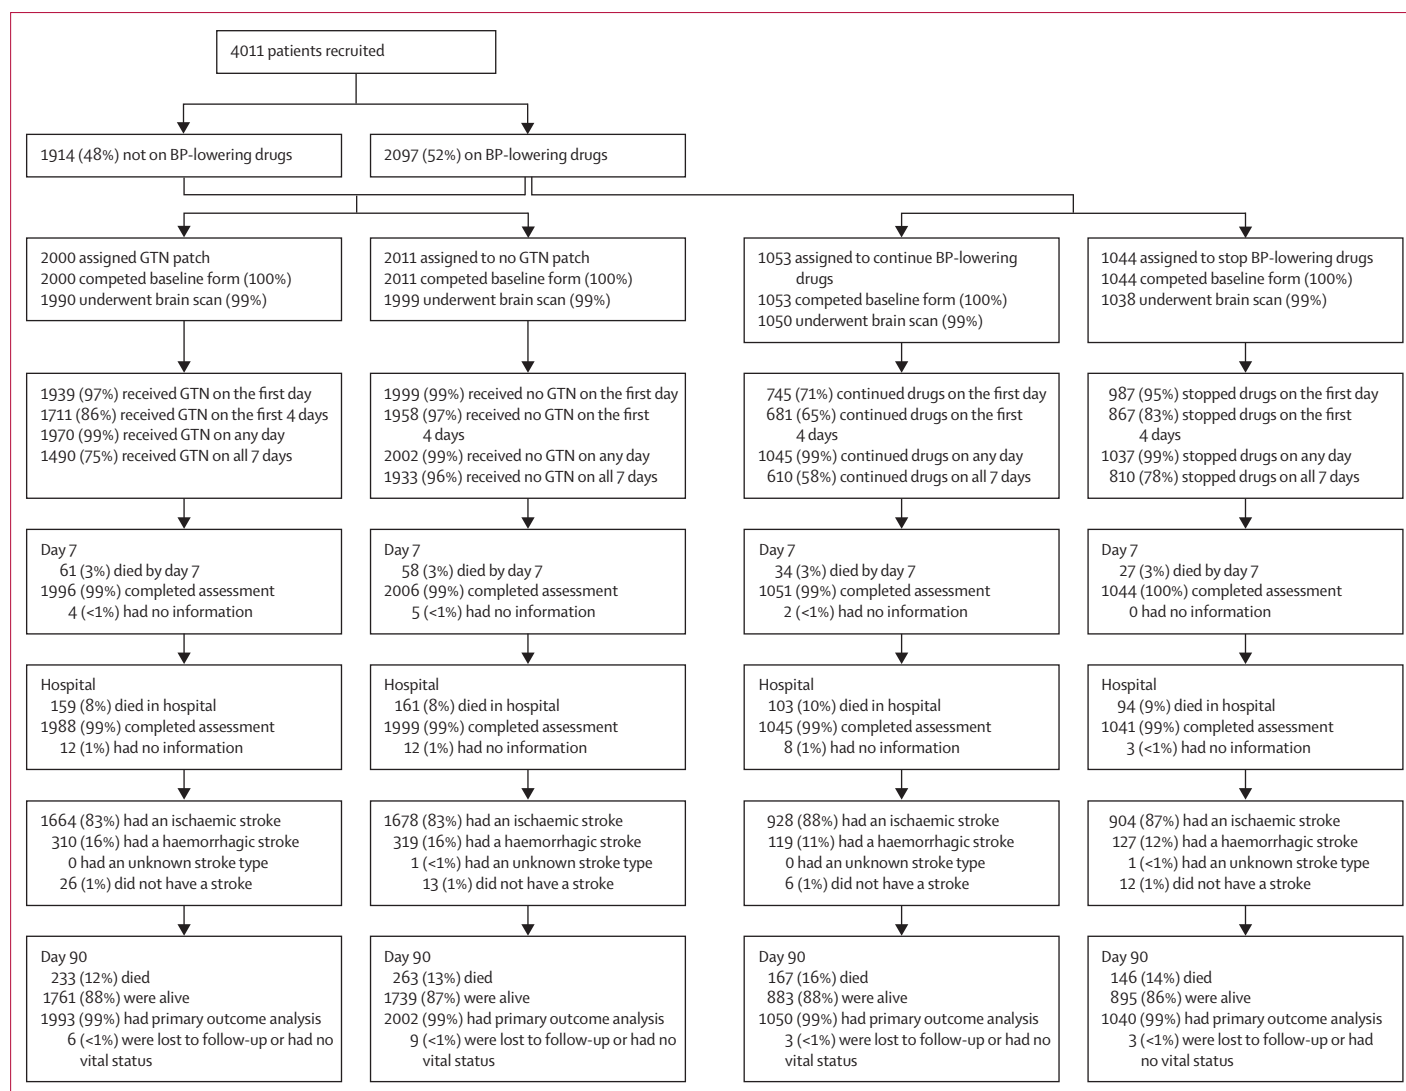 4011 patients recruited
1914 (48%) not on BP-lowering drugs
2097 (52%) on BP-lowering drugs
2000 assigned GTN patch
2000 competed baseline form (100%)
1990 underwent brain scan (99%)
2011 assigned to no GTN patch
2011 competed baseline form (100%)
1999 underwent brain scan (99%)
1053 assigned to continue BP-lowering
drugs
1053 competed baseline form (100%)
1050 underwent brain scan (99%)
1044 assigned to stop BP-lowering drugs
1044 competed baseline form (100%)
1038 underwent brain scan (99%)
1939 (97%) received GTN on the first day
1711 (86%) received GTN on the first 4 days
1970 (99%) received GTN on any day
1490 (75%) received GTN on all 7 days
1999 (99%) received no GTN on the first day
1958 (97%) received no GTN on the first
4 days
2002 (99%) received no GTN on any day
1933 (96%) received no GTN on all 7 days
745 (71%) continued drugs on the first day
681 (65%) continued drugs on the first
4 days
1045 (99%) continued drugs on any day
610 (58%) continued drugs on all 7 days
987 (95%) stopped drugs on the first day
867 (83%) stopped drugs on the first
4 days
1037 (99%) stopped drugs on any day
810 (78%) stopped drugs on all 7 days
Day 7
61 (3%) died by day 7
1996 (99%) completed assessment
4 (<1%) had no information
Day 7
58 (3%) died by day 7
2006 (99%) completed assessment
5 (<1%) had no information
Day 7
34 (3%) died by day 7
1051 (99%) completed assessment
2 (<1%) had no information
Day 7
27 (3%) died by day 7
1044 (100%) completed assessment
0 had no information
Hospital
159 (8%) died in hospital
1988 (99%) completed assessment
12 (1%) had no information
Hospital
161 (8%) died in hospital
1999 (99%) completed assessment
12 (1%) had no information
Hospital
103 (10%) died in hospital
1045 (99%) completed assessment
8 (1%) had no information
Hospital
94 (9%) died in hospital
1041 (99%) completed assessment
3 (<1%) had no information
1664 (83%) had an ischaemic stroke
310 (16%) had a haemorrhagic stroke
0 had an unknown stroke type
26 (1%) did not have a stroke
1678 (83%) had an ischaemic stroke
319 (16%) had a haemorrhagic stroke
1 (<1%) had an unknown stroke type
13 (1%) did not have a stroke
928 (88%) had an ischaemic stroke
119 (11%) had a haemorrhagic stroke
0 had an unknown stroke type
6 (1%) did not have a stroke
904 (87%) had an ischaemic stroke
127 (12%) had a haemorrhagic stroke
1 (<1%) had an unknown stroke type
12 (1%) did not have a stroke
Day 90
233 (12%) died
1761 (88%) were alive
1993 (99%) had primary outcome analysis
6 (<1%) were lost to follow-up or had no
vital status
Day 90
263 (13%) died
1739 (87%) were alive
2002 (99%) had primary outcome analysis
9 (<1%) were lost to follow-up or had no
vital status
Day 90
167 (16%) died
883 (88%) were alive
1050 (99%) had primary outcome analysis
3 (<1%) were lost to follow-up or had no
vital status
Day 90
146 (14%) died
895 (86%) were alive
1040 (99%) had primary outcome analysis
3 (<1%) were lost to follow-up or had
no vital status